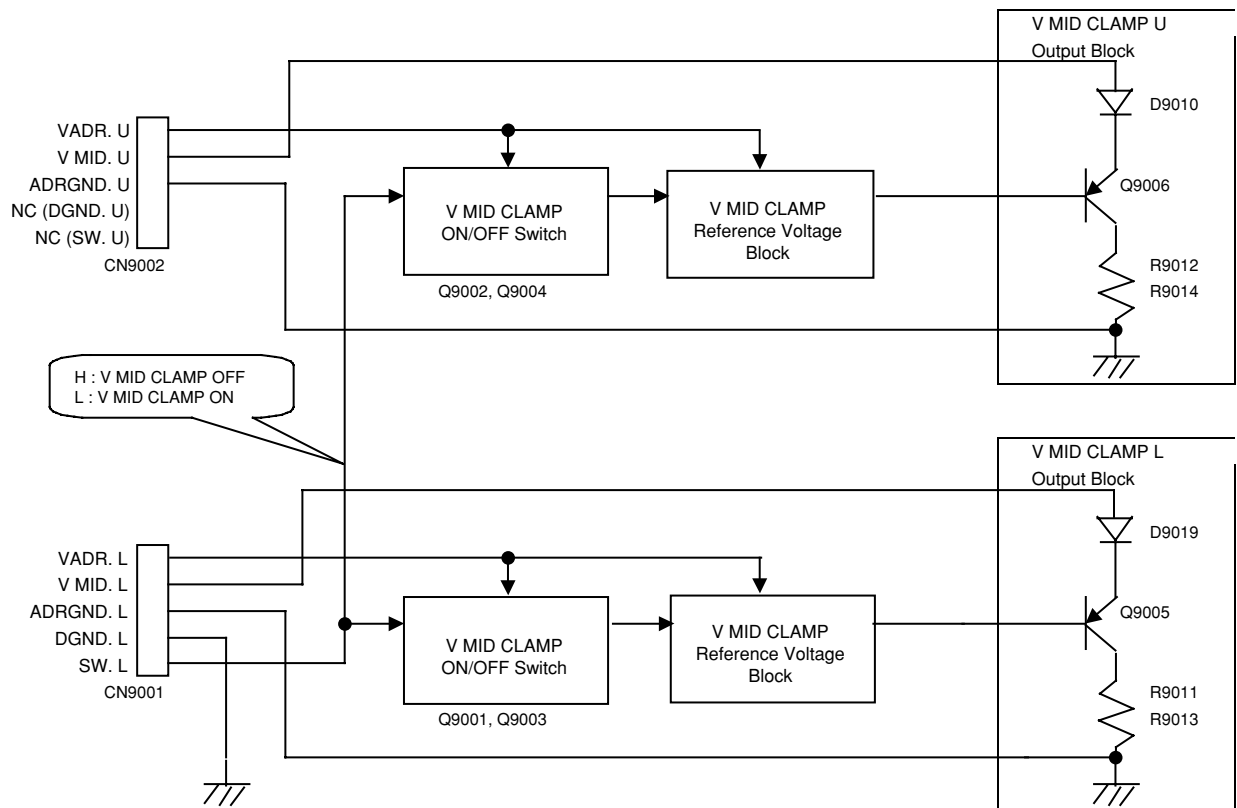 V MID CLAMP U
Output Block
D9010
Q9006
R9012
R9014
VADR. U
V MID. U
ADRGND. U
NC (DGND. U)
NC (SW. U)
CN9002
V MID CLAMP
ON/OFF Switch
Q9002, Q9004
V MID CLAMP
Reference Voltage
Block
H : V MID CLAMP OFF
L : V MID CLAMP ON
V MID CLAMP L
Output Block
D9019
Q9005
R9011
R9013
VADR. L
V MID. L
ADRGND. L
DGND. L
SW. L
CN9001
V MID CLAMP
ON/OFF Switch
Q9001, Q9003
V MID CLAMP
Reference Voltage
Block